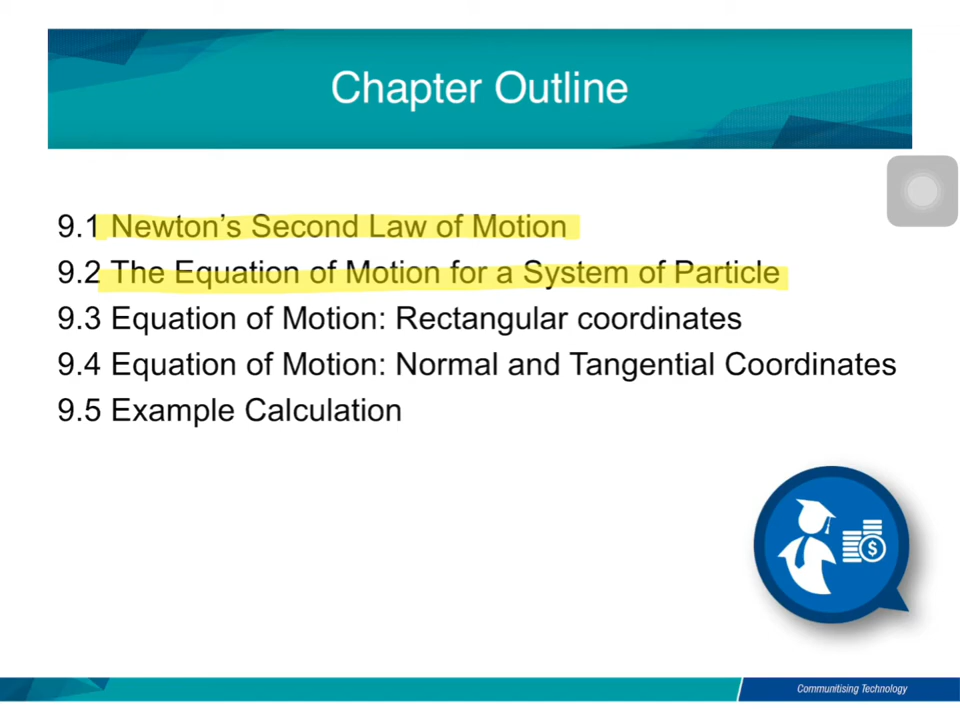 Chapter Outline
9.1 Newton's Second Law of Motion
9.2 The Equation of Motion for a System of Particle
9.3 Equation of Motion: Rectangular coordinates
9.4 Equation of Motion: Normal and Tangential Coordinates
9.5 Example Calculation
$
Communitising Technology